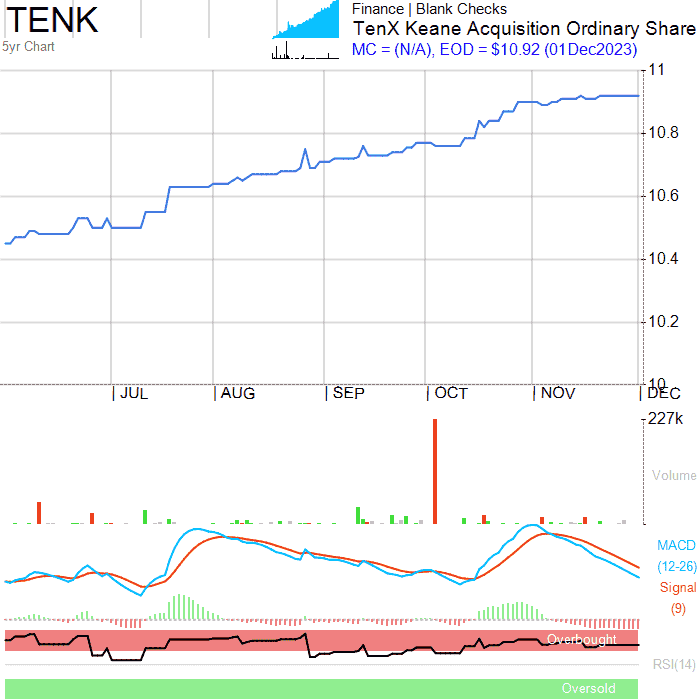 TENK
Finance | Blank Checks
TenX Keane Acquisition Ordinary Share
5yr Chart
MC = (N/A), EOD = $10.92 (01Dec2023)
11
10.8
10.6
10.4
10.2
10
JUL
AUG
SEP
OCT
NOV
DEC
227k
Volume
MACD
(12-26)
Signal
(9)
Overbought
RSI(14)
Oversold